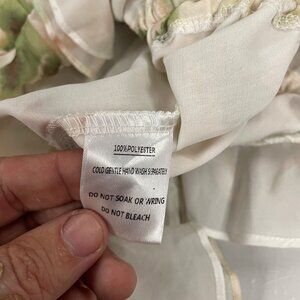 100%POLYESTER
COLD GENTLE HAND WASH SEPARATELY
DO NOT SOAK OR WRING
DO NOT BLEACH